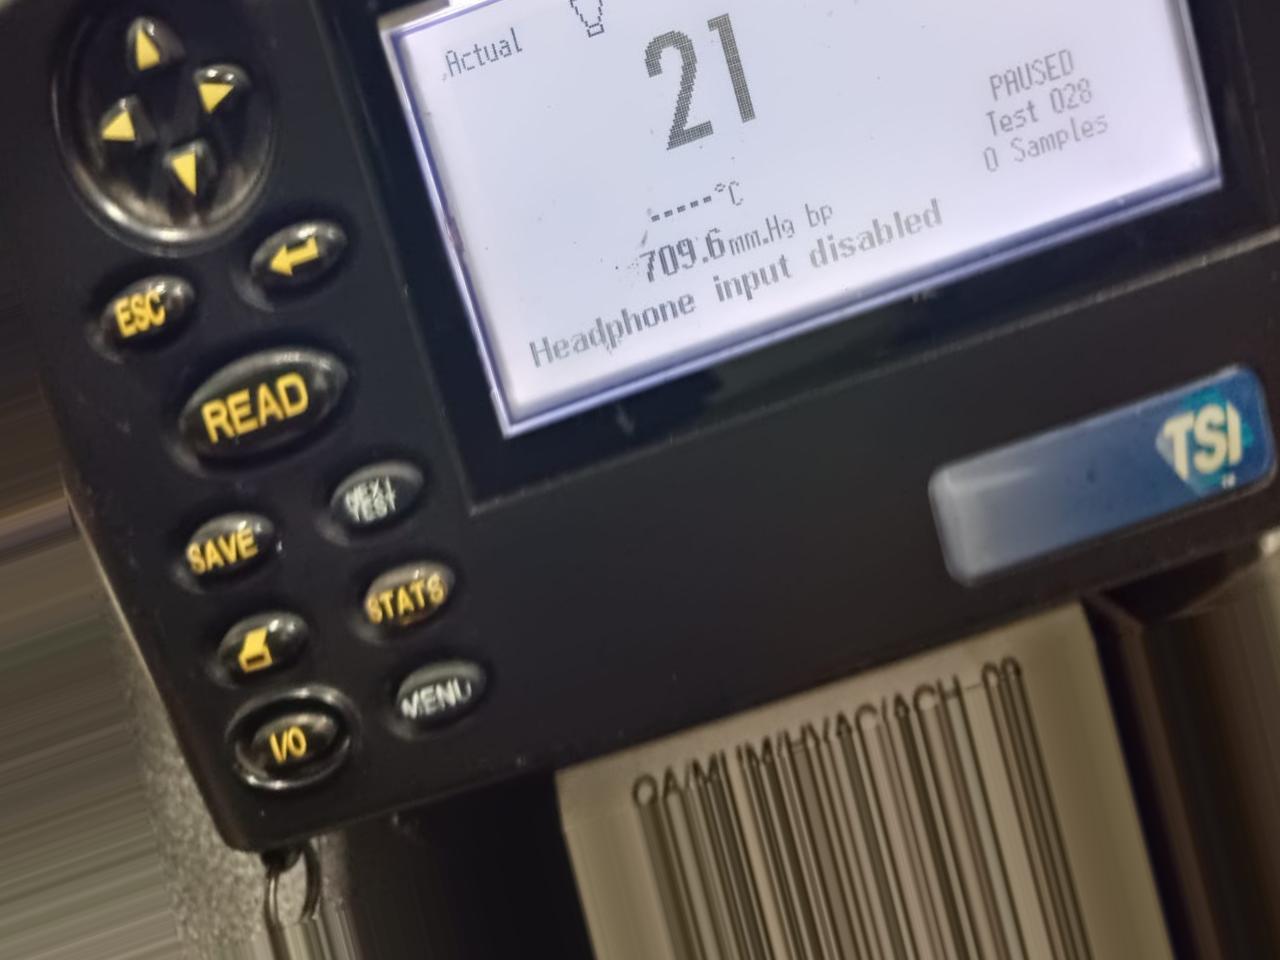 Actual
21
PAUSED
Test 028
0 Samples
-----°C
709.6 mm.Hg bp
Headphone input disabled
ESC
READ
NEXT
TEST
SAVE
STATS
MENU
I/O
TSI